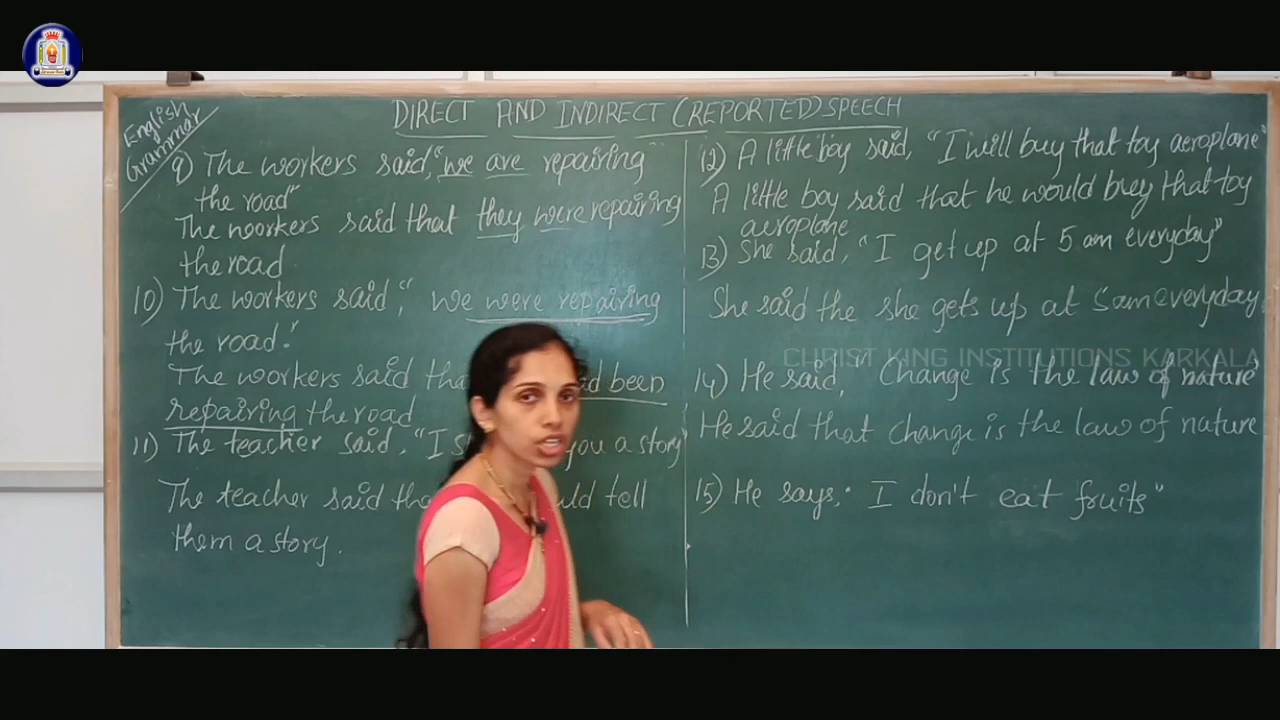 English
Grammar
DIRECT AND INDIRECT (REPORTED) SPEECH
9) The workers said, "we are repairing
the road"
The workers said that they were repairing
the road
10) The workers said, " We were repairing
the road."
The workers said had been
repairing the road
11) The teacher said, "I you a story"
The teacher said tell
them a story.
12) A little boy said, "I will buy that toy aeroplane"
A little boy said that he would buy that toy
aeroplane
13) She said, "I get up at 5 am everyday"
She said the she gets up at 5am everyday.
CHRIST KING INSTITUTIONS KARKALA
14) He said, " Change is the law of nature
He said that change is the law of nature
15) He says, " I don't eat fruits"